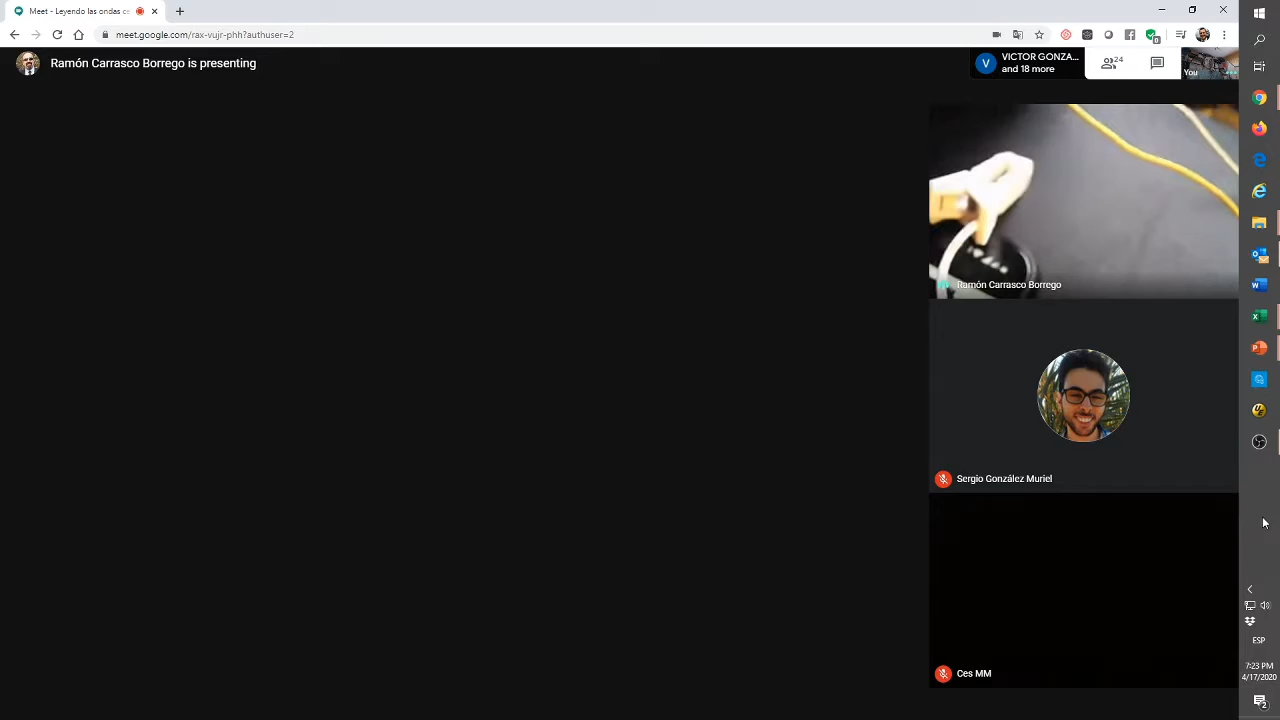 Meet - Leyendo las ondas ce
meet.google.com/rax-vujr-phh?authuser=2
Ramón Carrasco Borrego is presenting
V
VICTOR GONZA...
and 18 more
24
You
Ramón Carrasco Borrego
Sergio González Muriel
Ces MM
ESP
7:23 PM
4/17/2020
2